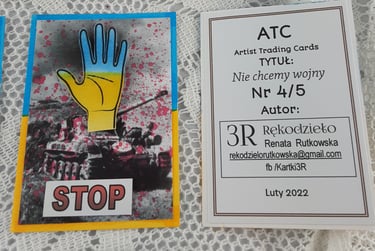 STOP
ATC
Artist Trading Cards
TYTUŁ:
Nie chcemy wojny
Nr 4/5
Autor:
3R Rękodzieło
Renata Rutkowska
rekodzielorutkowska@gmail.com
fb /Kartki3R
Luty 2022